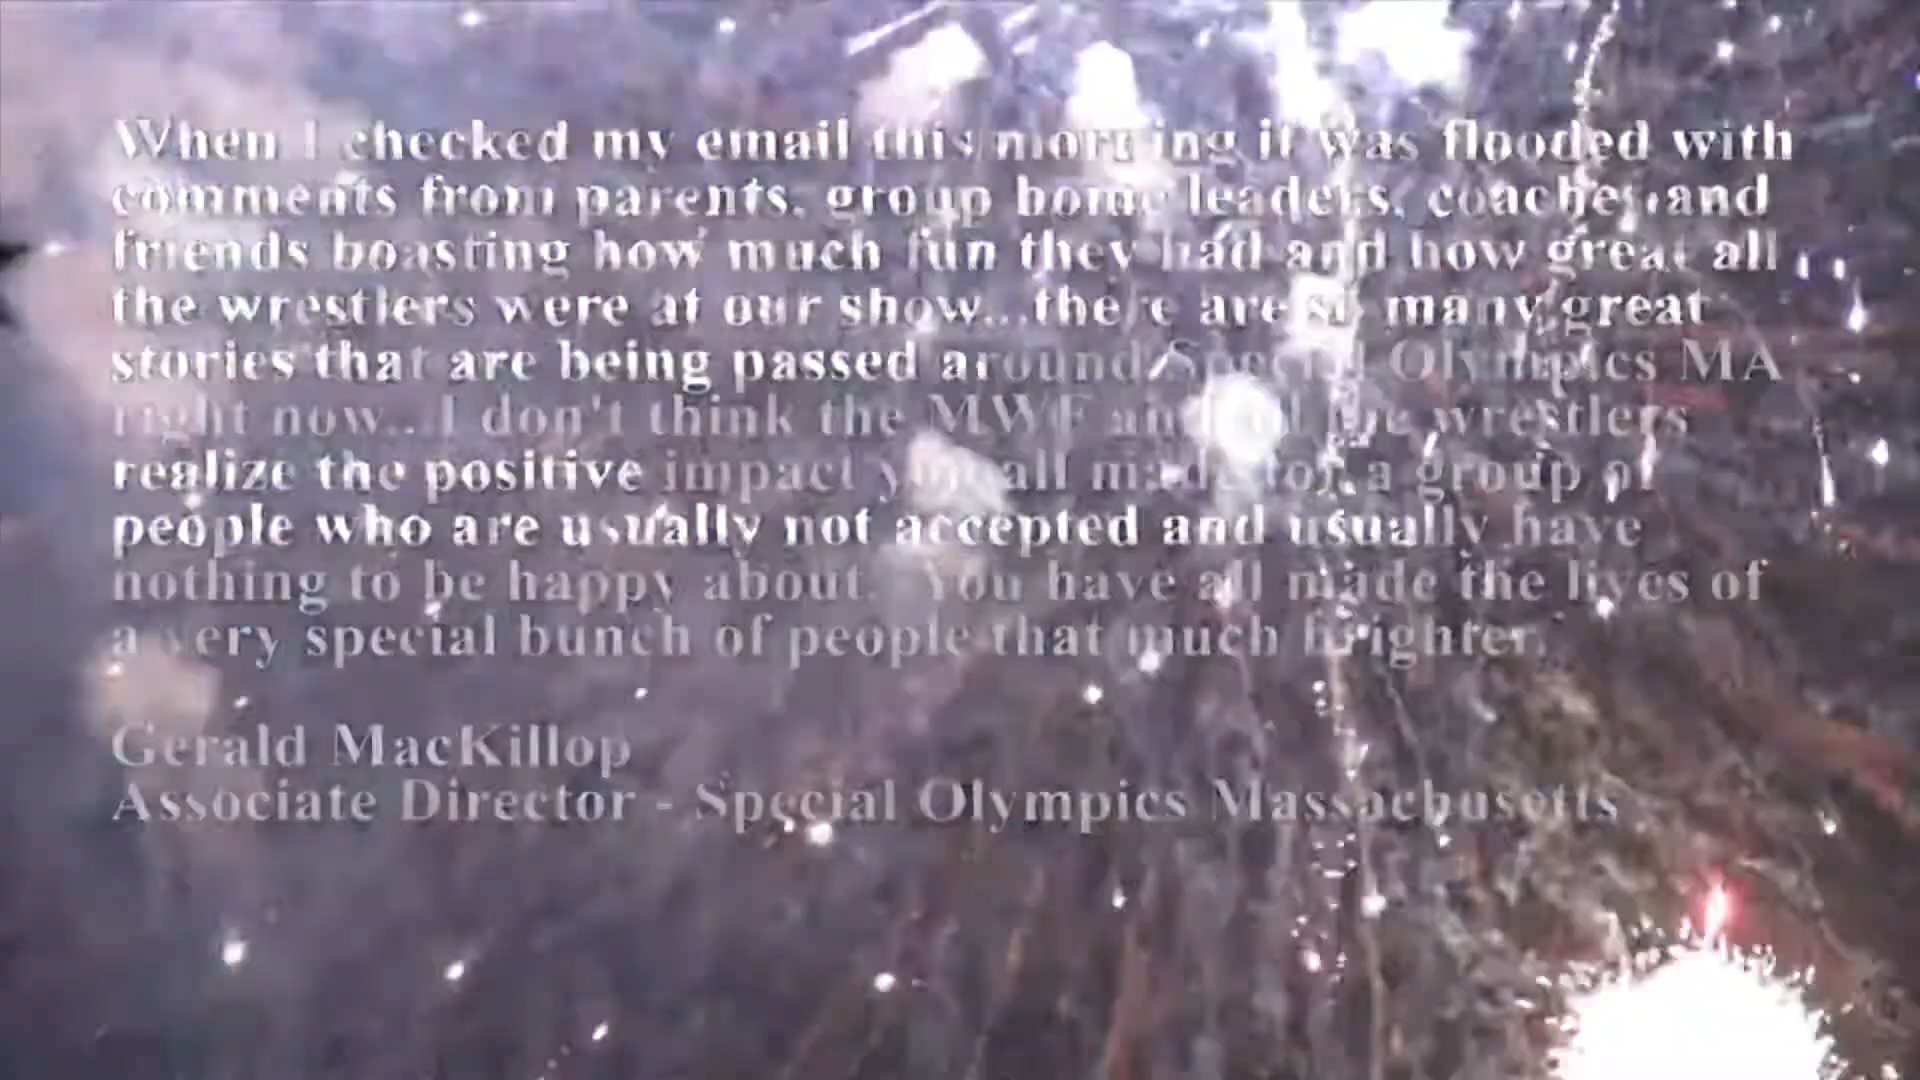 When I checked my email this morning it was flooded with
comments from parents, group home leaders, coaches and
friends boasting how much fun they had and how great all
the wrestlers were at our show...there are so many great
stories that are being passed around Special Olympics MA
right now...I don't think the MWF and all the wrestlers
realize the positive impact you all made for a group of
people who are usually not accepted and usually have
nothing to be happy about. You have all made the lives of
a very special bunch of people that much brighter.
Gerald MacKillop
Associate Director - Special Olympics Massachusetts